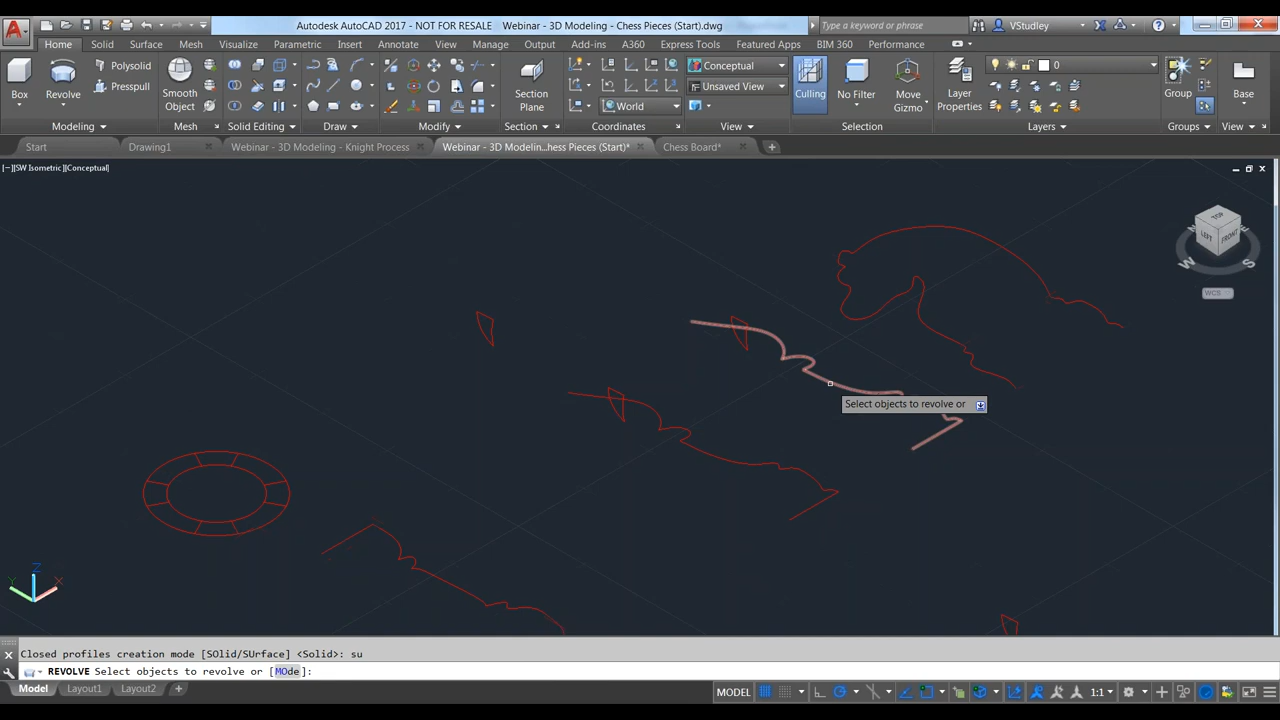 Autodesk AutoCAD 2017 - NOT FOR RESALE Webinar - 3D Modeling - Chess Pieces (Start).dwg
Type a keyword or phrase
VStudley
Home Solid Surface Mesh Visualize Parametric Insert Annotate View Manage Output Add-ins A360 Express Tools Featured Apps BIM 360 Performance
Polysolid
Presspull
Box
Revolve
Smooth
Object
Section
Plane
Conceptual
Unsaved View
World
Culling
No Filter
Move
Gizmo
Layer
Properties
0
Group
Base
Modeling Mesh Solid Editing Draw Modify Section Coordinates View Selection Layers Groups View
Start Drawing1 Webinar - 3D Modeling - Knight Process Webinar - 3D Modelin...hess Pieces (Start)* Chess Board*
[−][SW Isometric][Conceptual]
TOP
LEFT
FRONT
W
S
WCS
Select objects to revolve or
Z
Y
X
Closed profiles creation mode [SOlid/SUrface] <Solid>: su
REVOLVE Select objects to revolve or [MOde]:
Model Layout1 Layout2 +
MODEL
1:1